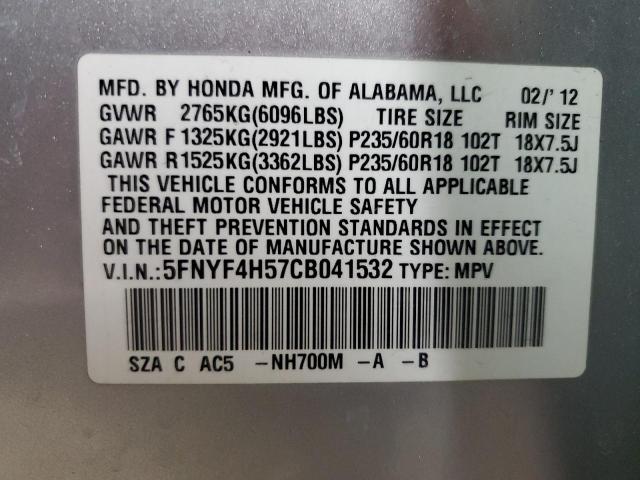 MFD. BY HONDA MFG. OF ALABAMA, LLC 02/'12
GVWR 2765KG(6096LBS) TIRE SIZE RIM SIZE
GAWR F 1325KG(2921LBS) P235/60R18 102T 18X7.5J
GAWR R 1525KG(3362LBS) P235/60R18 102T 18X7.5J
THIS VEHICLE CONFORMS TO ALL APPLICABLE
FEDERAL MOTOR VEHICLE SAFETY
AND THEFT PREVENTION STANDARDS IN EFFECT
ON THE DATE OF MANUFACTURE SHOWN ABOVE.
V.I.N.:5FNYF4H57CB041532 TYPE: MPV
SZA C AC5 -NH700M -A -B